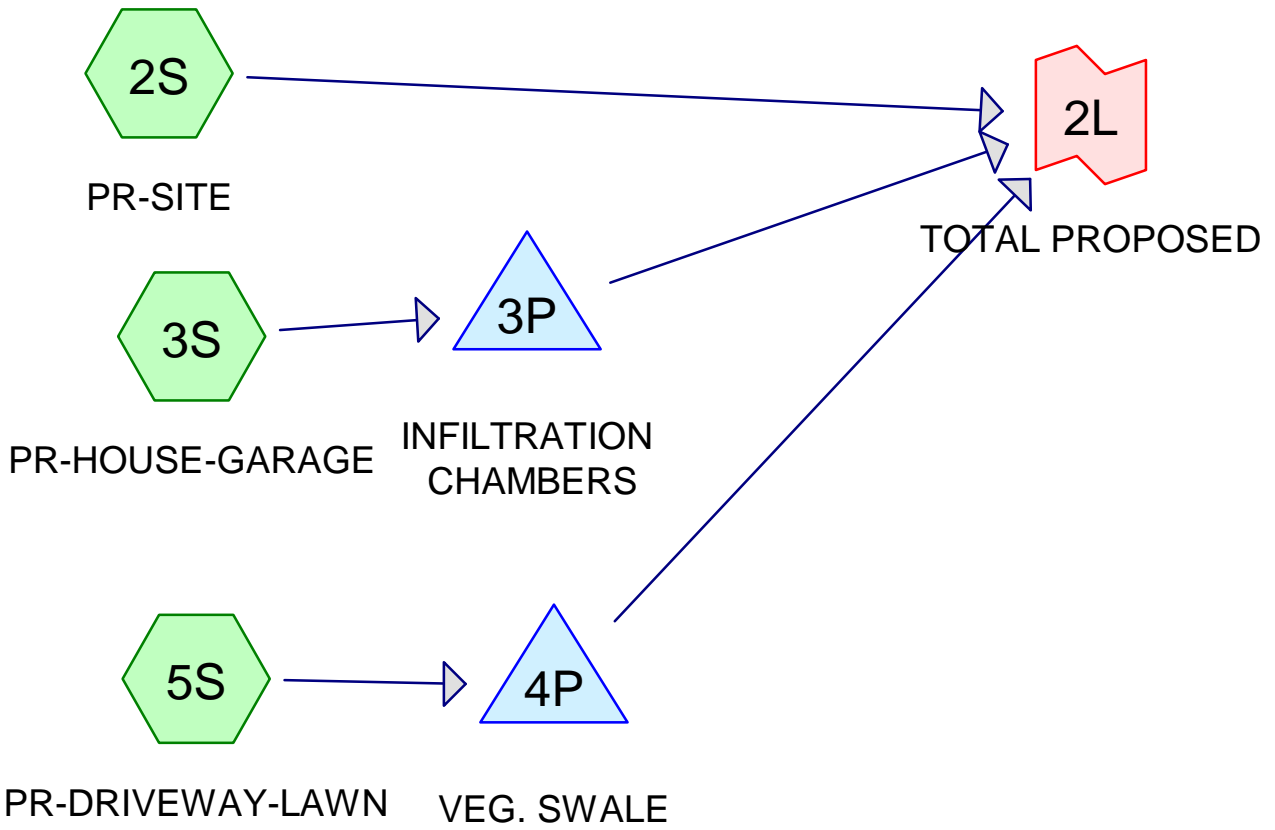 2S
PR-SITE
2L
TOTAL PROPOSED
3S
PR-HOUSE-GARAGE
3P
INFILTRATION
CHAMBERS
5S
PR-DRIVEWAY-LAWN
4P
VEG. SWALE